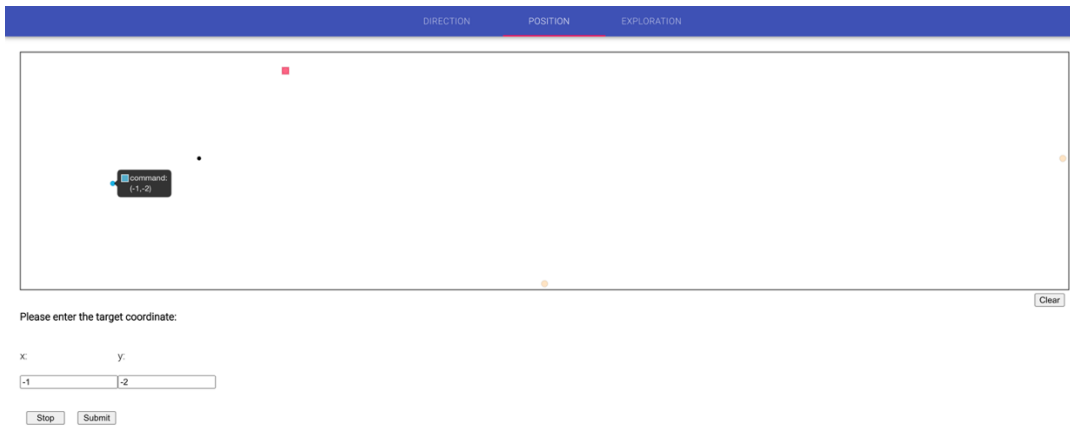 DIRECTION POSITION EXPLORATION
command:
(-1,-2)
Clear
Please enter the target coordinate:
x: y:
-1 -2
Stop Submit